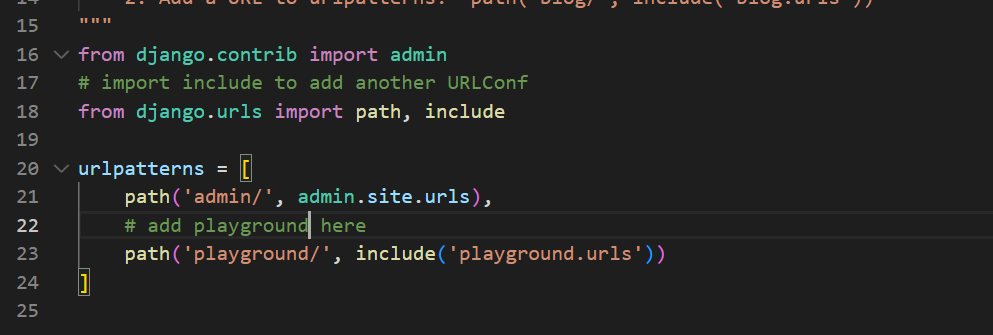 14 2. Add a URL to urlpatterns: path('blog/', include('blog.urls'))
15 """
16 from django.contrib import admin
17 # import include to add another URLConf
18 from django.urls import path, include
19
20 urlpatterns = [
21 path('admin/', admin.site.urls),
22 # add playground here
23 path('playground/', include('playground.urls'))
24 ]
25